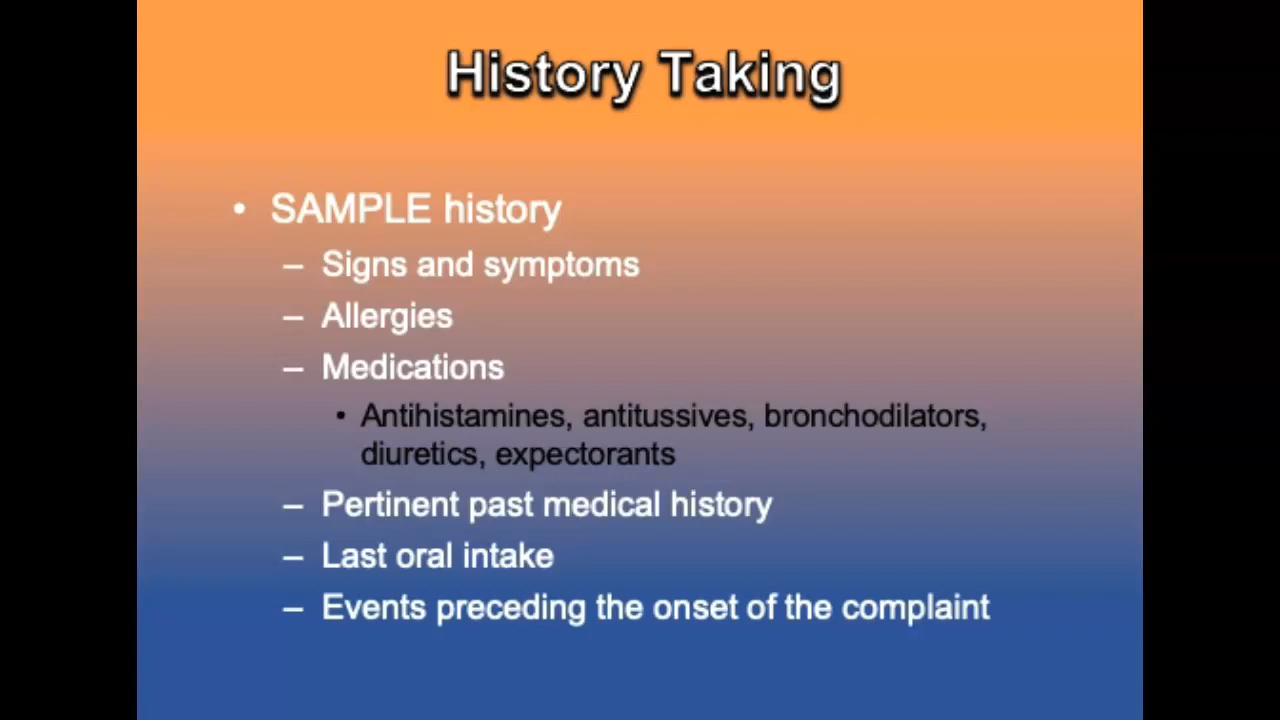 History Taking
• SAMPLE history
– Signs and symptoms
– Allergies
– Medications
• Antihistamines, antitussives, bronchodilators,
diuretics, expectorants
– Pertinent past medical history
– Last oral intake
– Events preceding the onset of the complaint